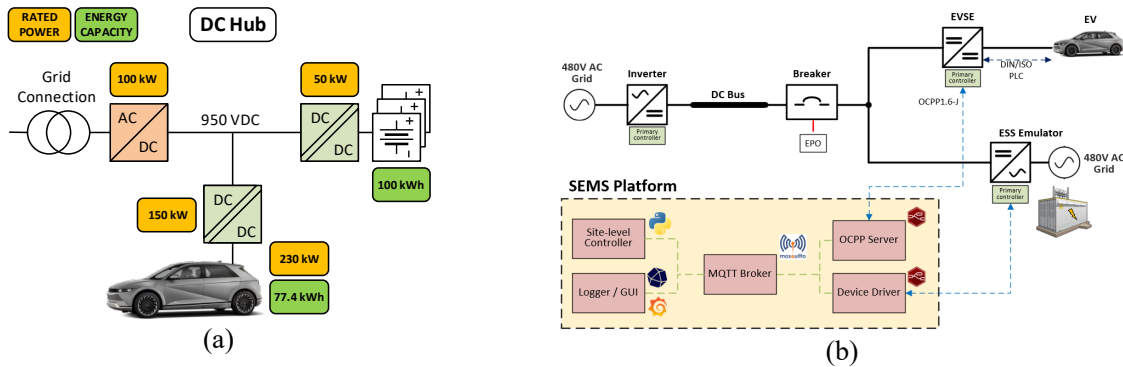 RATED
POWER
ENERGY
CAPACITY
DC Hub
Grid
Connection
100 kW
50 kW
AC
DC
950 VDC
DC
DC
100 kWh
150 kW
DC
DC
230 kW
77.4 kWh
(a)
EVSE
EV
480V AC
Grid
Inverter
Primary
controller
DC Bus
Breaker
EPO
Primary
controller
DIN/ISO
PLC
OCPP1.6-J
ESS Emulator
Primary
controller
480V AC
Grid
SEMS Platform
Site-level
Controller
Logger / GUI
MQTT Broker
mosquitto
OCPP Server
Device Driver
(b)